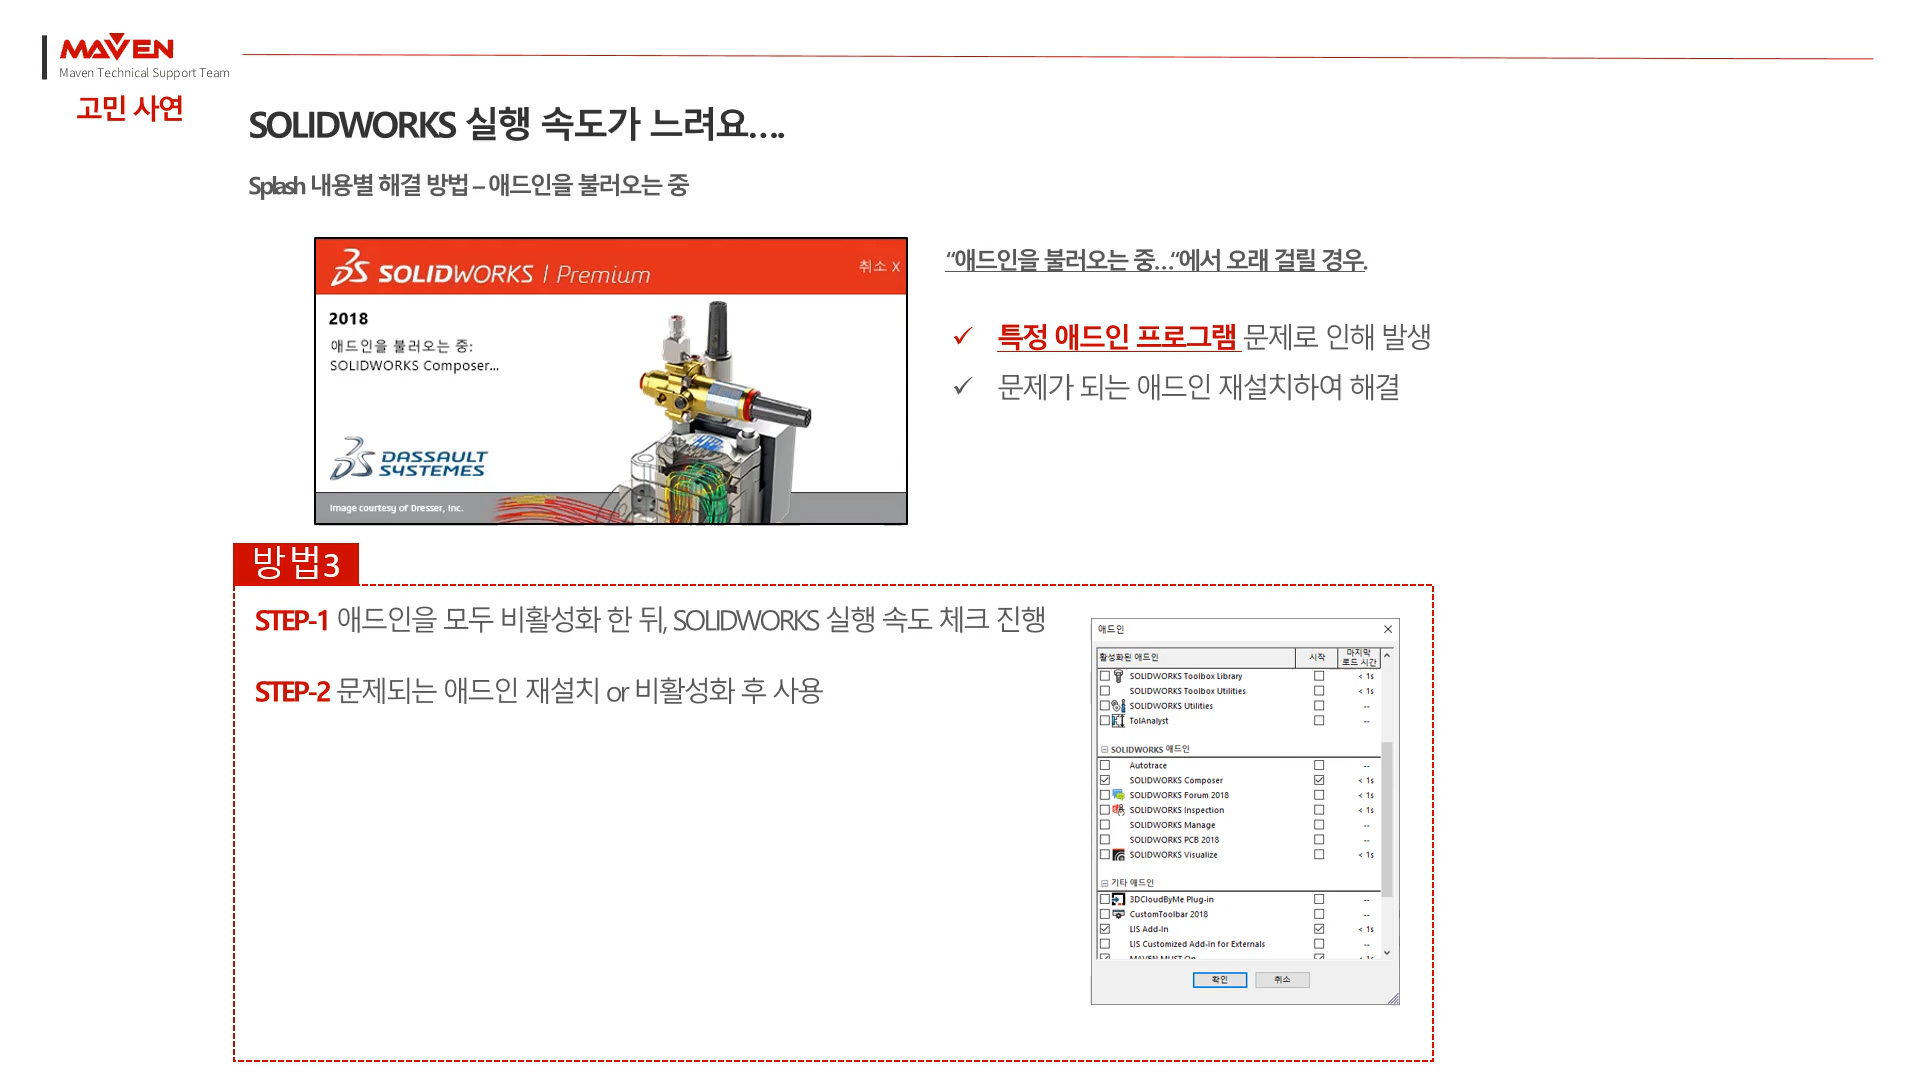 MAVEN
Maven Technical Support Team
고민 사연
SOLIDWORKS 실행 속도가 느려요….
Splash 내용별 해결 방법 – 애드인을 불러오는 중
SOLIDWORKS | Premium
취소 X
2018
애드인을 불러오는 중:
SOLIDWORKS Composer...
DASSAULT
SYSTEMES
Image courtesy of Dresser, Inc.
“애드인을 불러오는 중…“에서 오래 걸릴 경우.
✓ 특정 애드인 프로그램 문제로 인해 발생
✓ 문제가 되는 애드인 재설치하여 해결
방법3
STEP-1 애드인을 모두 비활성화 한 뒤, SOLIDWORKS 실행 속도 체크 진행
STEP-2 문제되는 애드인 재설치 or 비활성화 후 사용
애드인
활성화된 애드인 시작 마지막 로드 시간
SOLIDWORKS Toolbox Library < 1s
SOLIDWORKS Toolbox Utilities < 1s
SOLIDWORKS Utilities --
TolAnalyst --
SOLIDWORKS 애드인
Autotrace --
SOLIDWORKS Composer < 1s
SOLIDWORKS Forum 2018 < 1s
SOLIDWORKS Inspection < 1s
SOLIDWORKS Manage --
SOLIDWORKS PCB 2018 --
SOLIDWORKS Visualize < 1s
기타 애드인
3DCloudByMe Plug-in --
CustomToolbar 2018 --
LIS Add-In < 1s
LIS Customized Add-In for Externals --
MAVEN MUST On < 1s
확인 취소